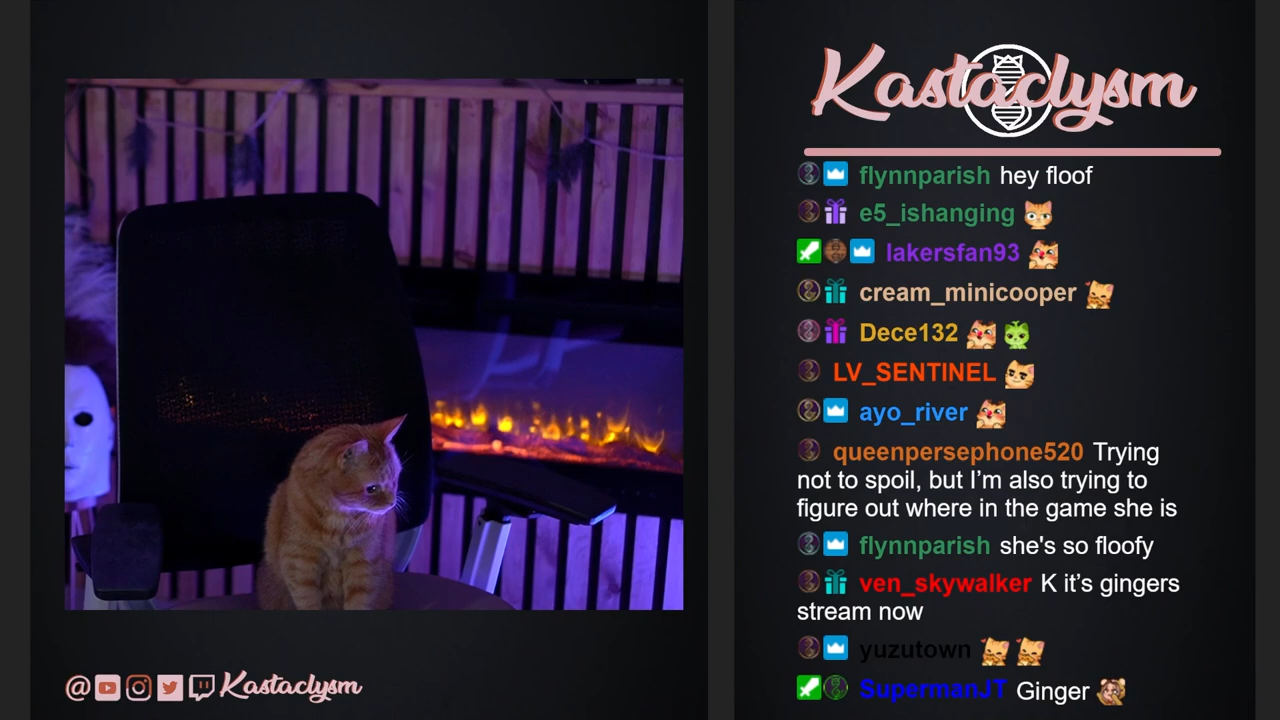 Kastaclysm
flynnparish hey floof
e5_ishanging
lakersfan93
cream_minicooper
Dece132
LV_SENTINEL
ayo_river
queenpersephone520 Trying
not to spoil, but I’m also trying to
figure out where in the game she is
flynnparish she's so floofy
ven_skywalker K it’s gingers
stream now
yuzutown
SupermanJT Ginger
@ Kastaclysm